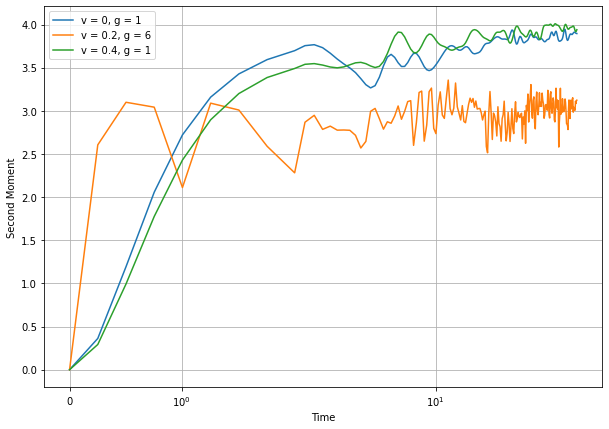 v = 0, g = 1
v = 0.2, g = 6
v = 0.4, g = 1
Second Moment
4.0
3.5
3.0
2.5
2.0
1.5
1.0
0.5
0.0
0
10⁰
10¹
Time